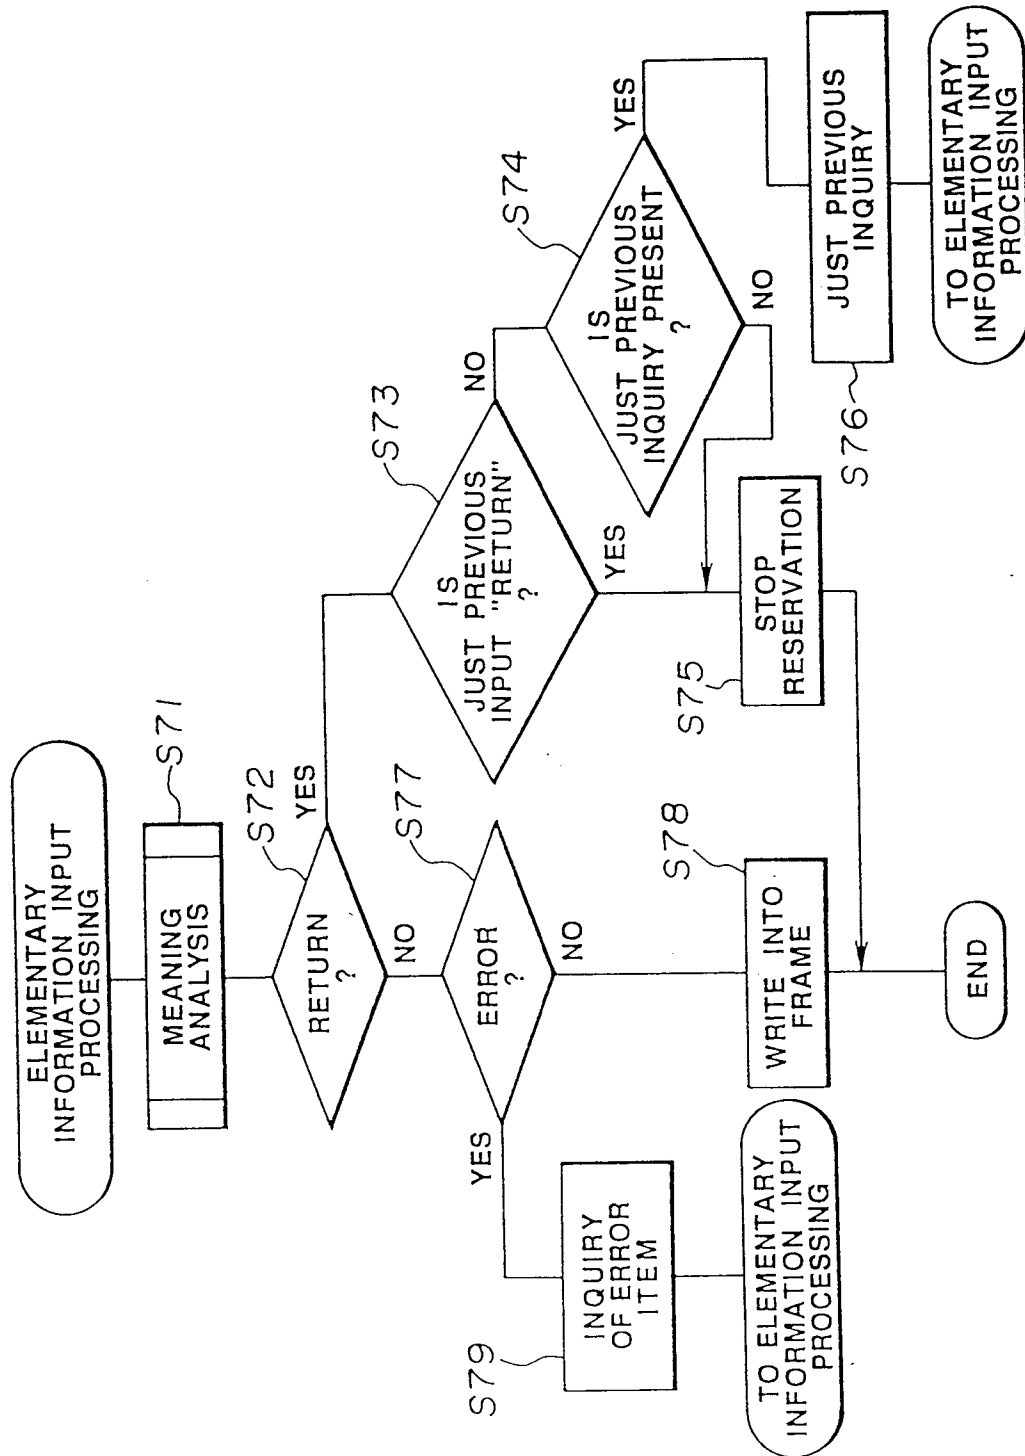 ELEMENTARY
INFORMATION INPUT
PROCESSING
S71
MEANING
ANALYSIS
S72
RETURN
?
YES
NO
S73
IS
JUST PREVIOUS
INPUT "RETURN"
?
NO
YES
S74
IS
JUST PREVIOUS
INQUIRY PRESENT
?
YES
NO
S77
ERROR
?
YES
NO
S75
STOP
RESERVATION
S76
JUST PREVIOUS
INQUIRY
TO ELEMENTARY
INFORMATION INPUT
PROCESSING
S78
WRITE INTO
FRAME
S79
INQUIRY
OF ERROR
ITEM
TO ELEMENTARY
INFORMATION INPUT
PROCESSING
END